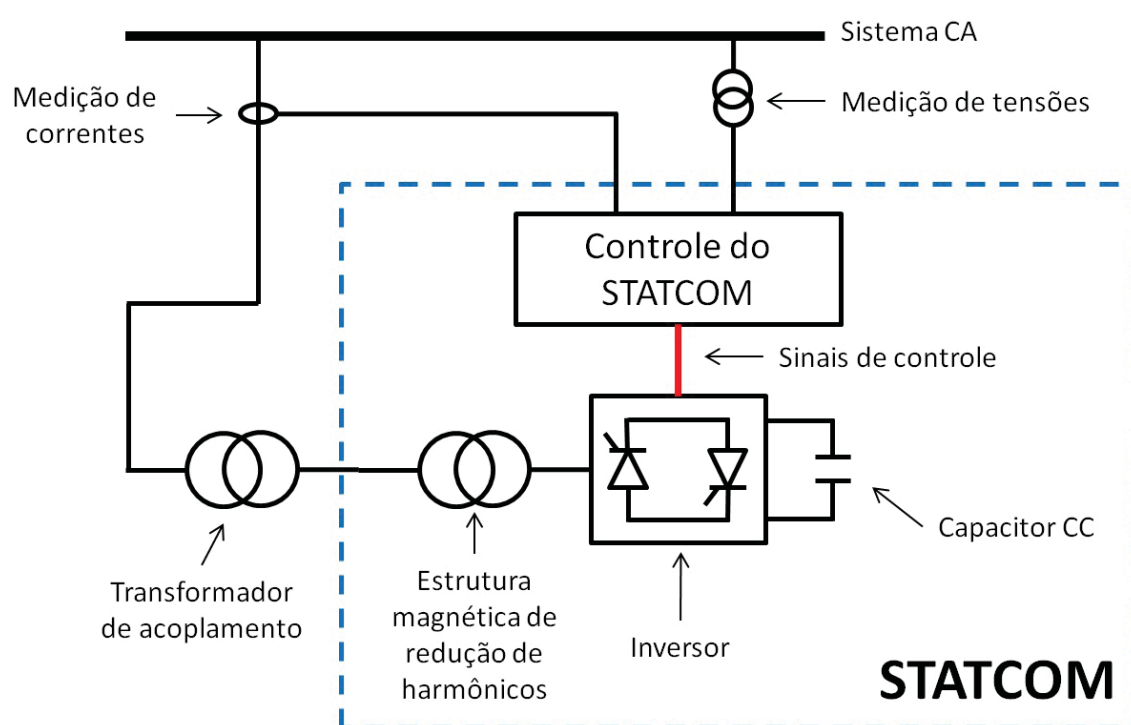 Sistema CA
Medição de
correntes
Medição de tensões
Controle do
STATCOM
Sinais de controle
Capacitor CC
Transformador
de acoplamento
Estrutura
magnética de
redução de
harmônicos
Inversor
STATCOM